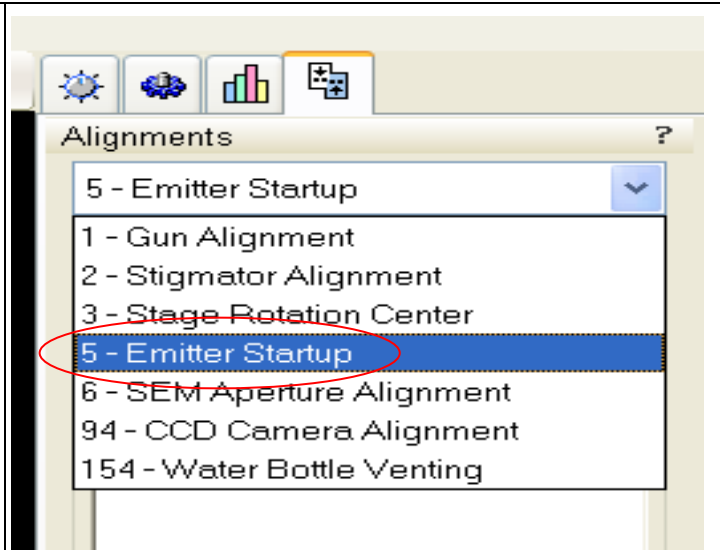 Alignments ?
5 - Emitter Startup
1 - Gun Alignment
2 - Stigmator Alignment
3 - Stage Rotation Center
5 - Emitter Startup
6 - SEM Aperture Alignment
94 - CCD Camera Alignment
154 - Water Bottle Venting